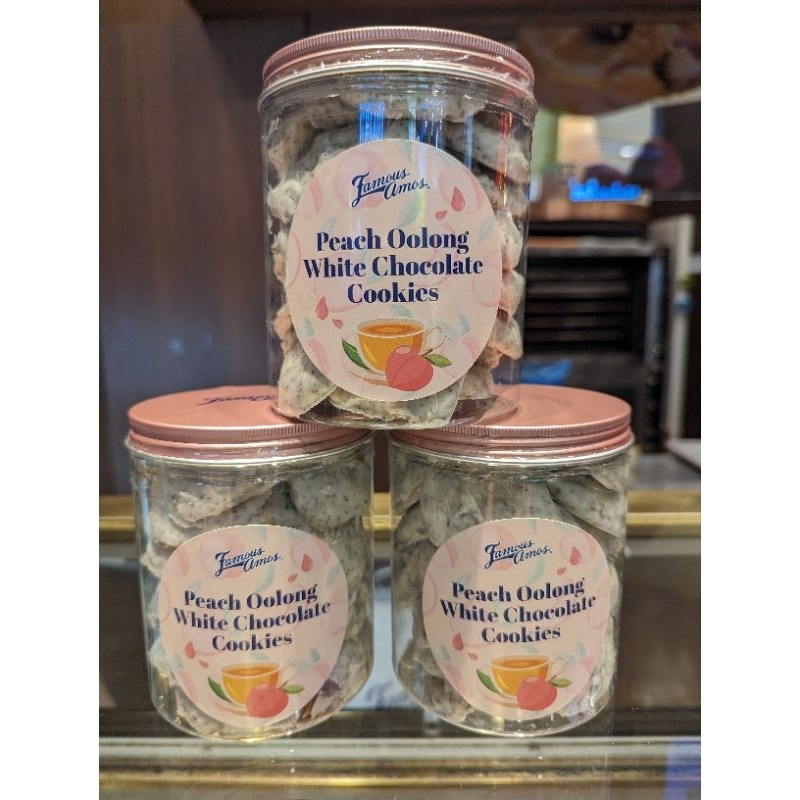 Famous
Amos
Peach Oolong
White Chocolate
Cookies
Famous
Amos
Peach Oolong
White Chocolate
Cookies
Famous
Amos
Peach Oolong
White Chocolate
Cookies